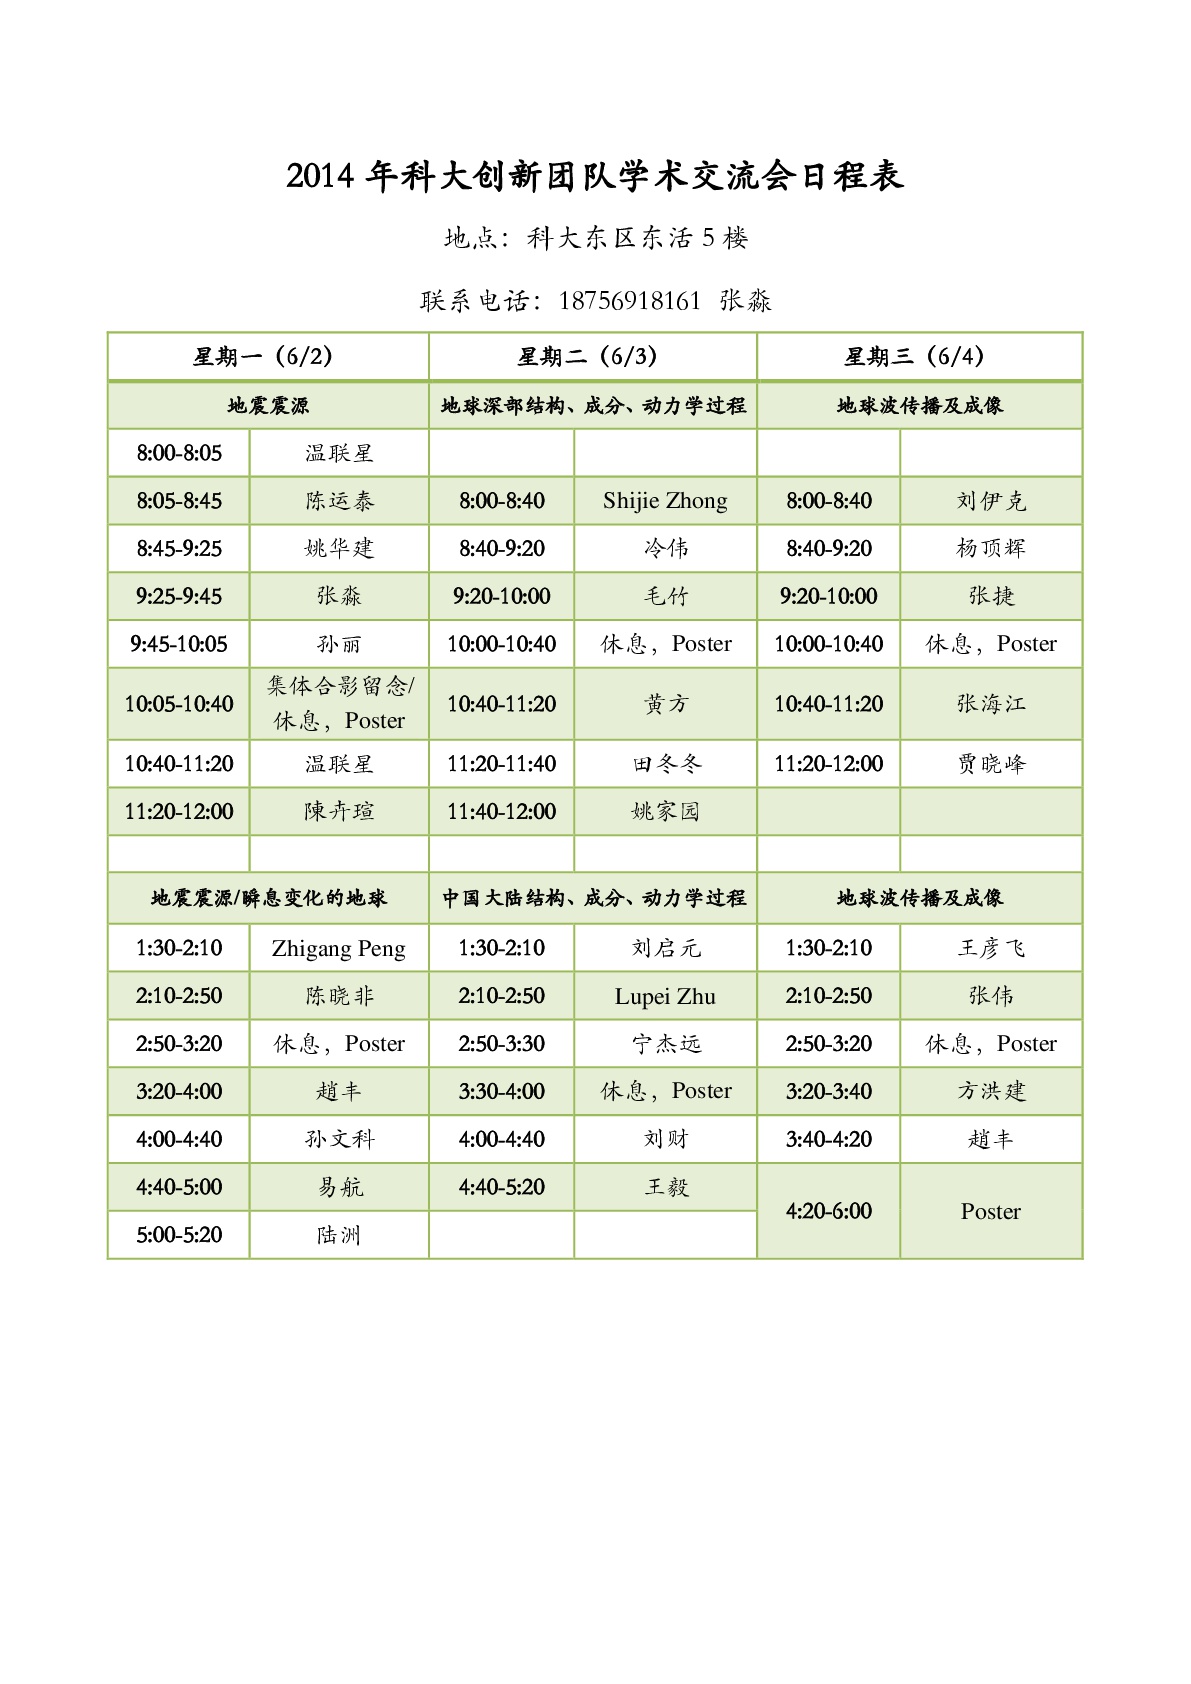 2014 年科大创新团队学术交流会日程表
地点：科大东区东活 5 楼
联系电话：18756918161 张淼
星期一（6/2） 星期二（6/3） 星期三（6/4）
地震震源 地球深部结构、成分、动力学过程 地球波传播及成像
8:00-8:05 温联星
8:05-8:45 陈运泰 8:00-8:40 Shijie Zhong 8:00-8:40 刘伊克
8:45-9:25 姚华建 8:40-9:20 冷伟 8:40-9:20 杨顶辉
9:25-9:45 张淼 9:20-10:00 毛竹 9:20-10:00 张捷
9:45-10:05 孙丽 10:00-10:40 休息，Poster 10:00-10:40 休息，Poster
10:05-10:40 集体合影留念/
休息，Poster 10:40-11:20 黄方 10:40-11:20 张海江
10:40-11:20 温联星 11:20-11:40 田冬冬 11:20-12:00 贾晓峰
11:20-12:00 陳卉瑄 11:40-12:00 姚家园
地震震源/瞬息变化的地球 中国大陆结构、成分、动力学过程 地球波传播及成像
1:30-2:10 Zhigang Peng 1:30-2:10 刘启元 1:30-2:10 王彦飞
2:10-2:50 陈晓非 2:10-2:50 Lupei Zhu 2:10-2:50 张伟
2:50-3:20 休息，Poster 2:50-3:30 宁杰远 2:50-3:20 休息，Poster
3:20-4:00 趙丰 3:30-4:00 休息，Poster 3:20-3:40 方洪建
4:00-4:40 孙文科 4:00-4:40 刘财 3:40-4:20 趙丰
4:40-5:00 易航 4:40-5:20 王毅 4:20-6:00 Poster
5:00-5:20 陆洲